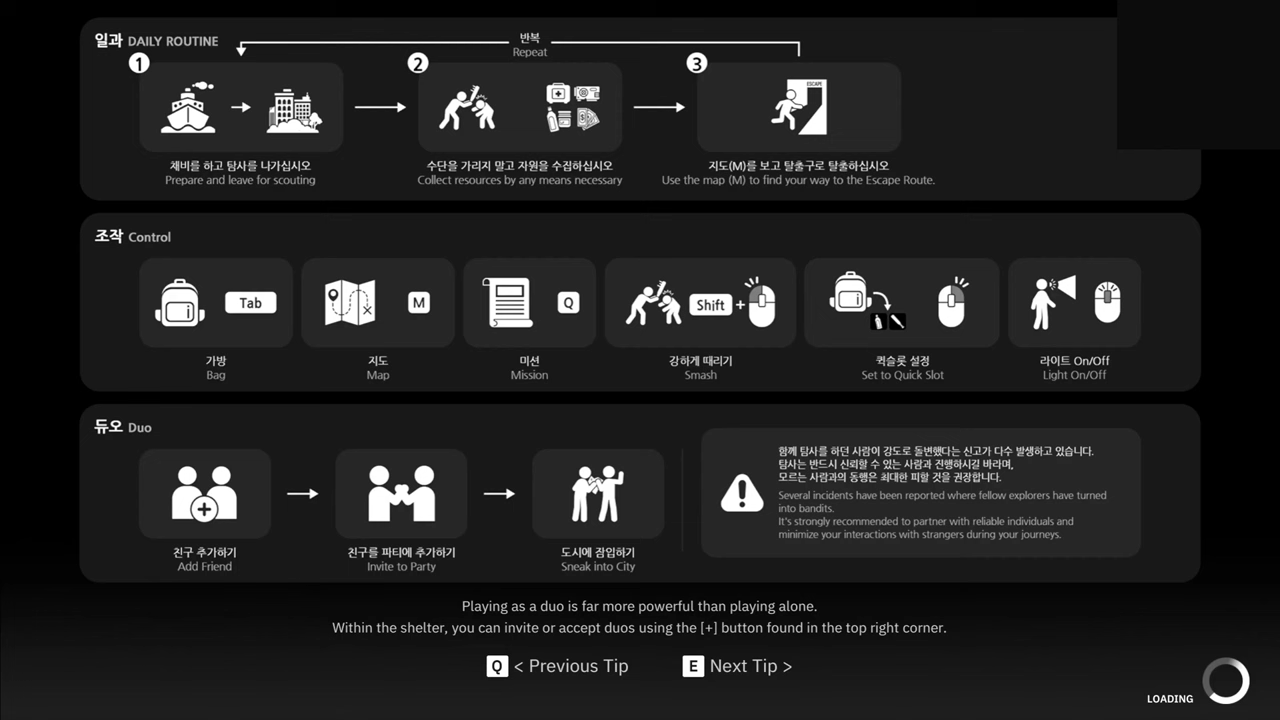 일과 DAILY ROUTINE
반복
Repeat
1
2
3
ESCAPE
체비를 하고 탐사를 나가십시오
Prepare and leave for scouting
수단을 가리지 말고 자원을 수집하십시오
Collect resources by any means necessary
지도(M)를 보고 탈출구로 탈출하십시오
Use the map (M) to find your way to the Escape Route.
조작 Control
Tab
M
Q
Shift +
가방
Bag
지도
Map
미션
Mission
강하게 때리기
Smash
퀵슬롯 설정
Set to Quick Slot
라이트 On/Off
Light On/Off
듀오 Duo
친구 추가하기
Add Friend
친구를 파티에 추가하기
Invite to Party
도시에 잠입하기
Sneak into City
함께 탐사를 하던 사람이 강도로 돌변했다는 신고가 다수 발생하고 있습니다.
탐사는 반드시 신뢰할 수 있는 사람과 진행하시길 바라며,
모르는 사람과의 동행은 최대한 피할 것을 권장합니다.
Several incidents have been reported where fellow explorers have turned
into bandits.
It's strongly recommended to partner with reliable individuals and
minimize your interactions with strangers during your journeys.
Playing as a duo is far more powerful than playing alone.
Within the shelter, you can invite or accept duos using the [+] button found in the top right corner.
Q < Previous Tip
E Next Tip >
LOADING